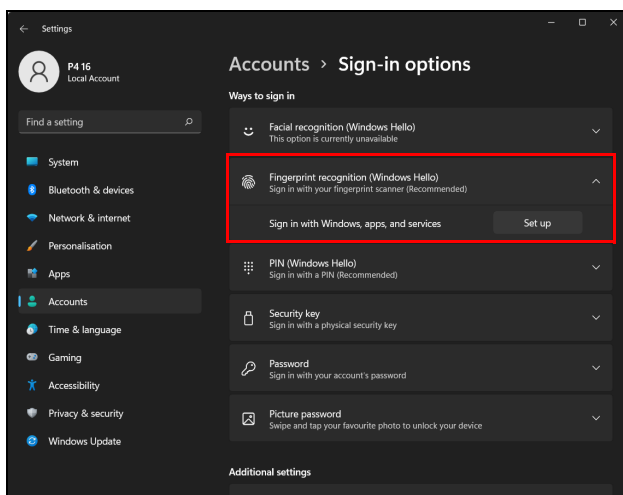 Settings
P4 16
Local Account
Find a setting
System
Bluetooth & devices
Network & internet
Personalisation
Apps
Accounts
Time & language
Gaming
Accessibility
Privacy & security
Windows Update
Accounts > Sign-in options
Ways to sign in
Facial recognition (Windows Hello)
This option is currently unavailable
Fingerprint recognition (Windows Hello)
Sign in with your fingerprint scanner (Recommended)
Sign in with Windows, apps, and services Set up
PIN (Windows Hello)
Sign in with a PIN (Recommended)
Security key
Sign in with a physical security key
Password
Sign in with your account's password
Picture password
Swipe and tap your favourite photo to unlock your device
Additional settings